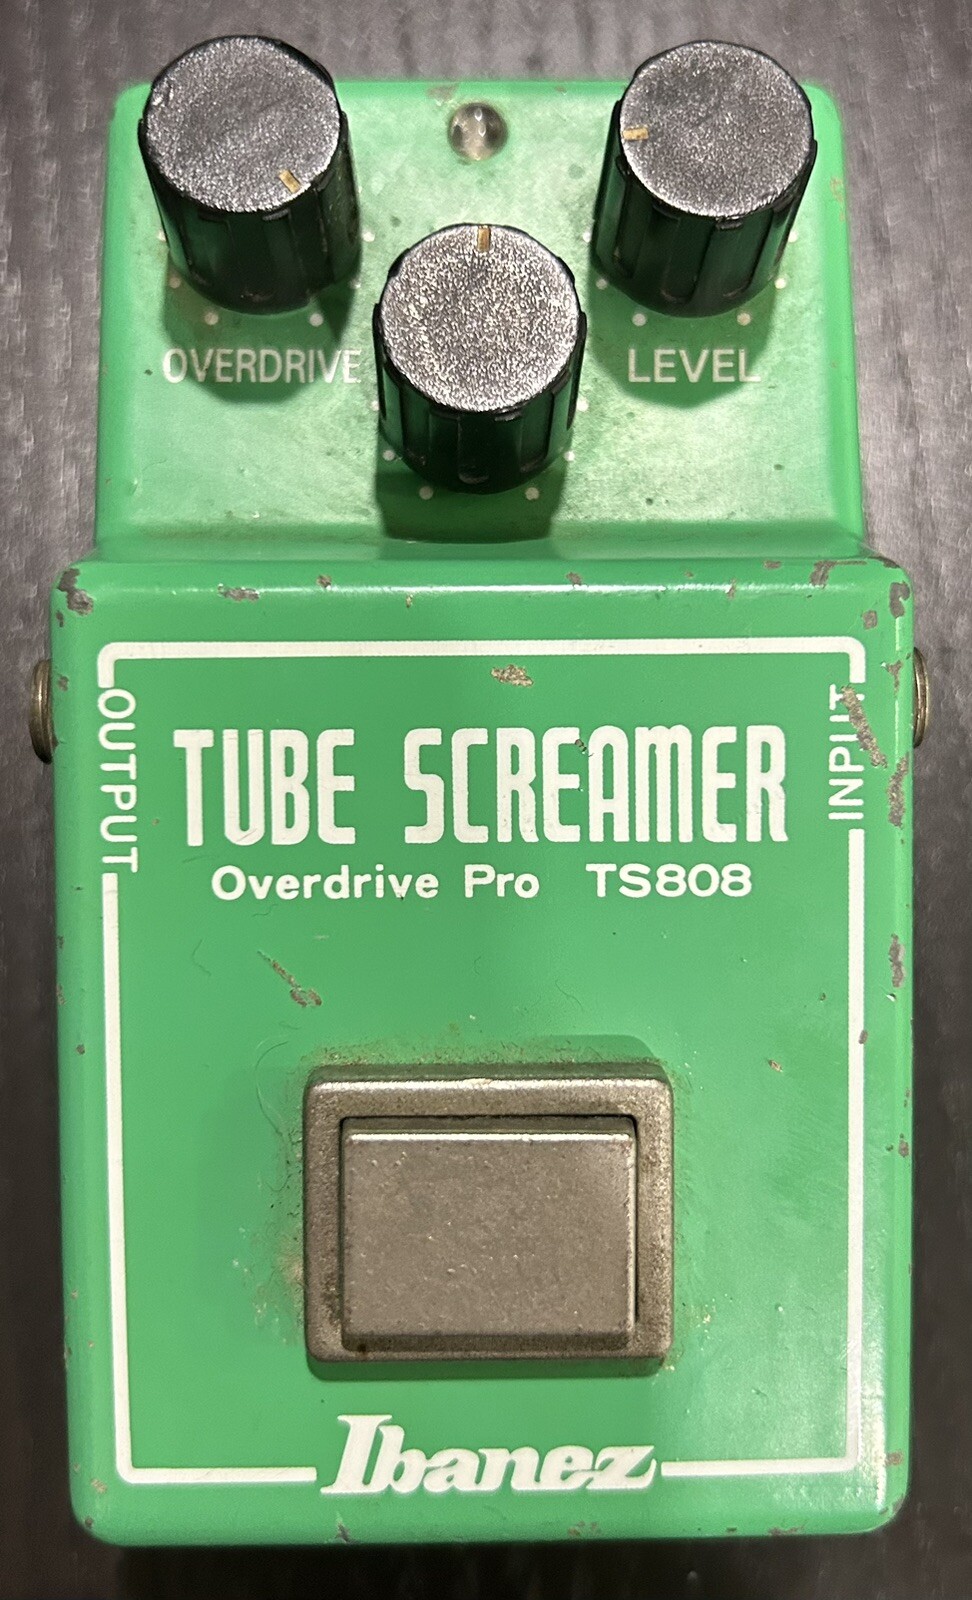 OVERDRIVE
LEVEL
OUTPUT
INPUT
TUBE SCREAMER
Overdrive Pro TS808
Ibanez